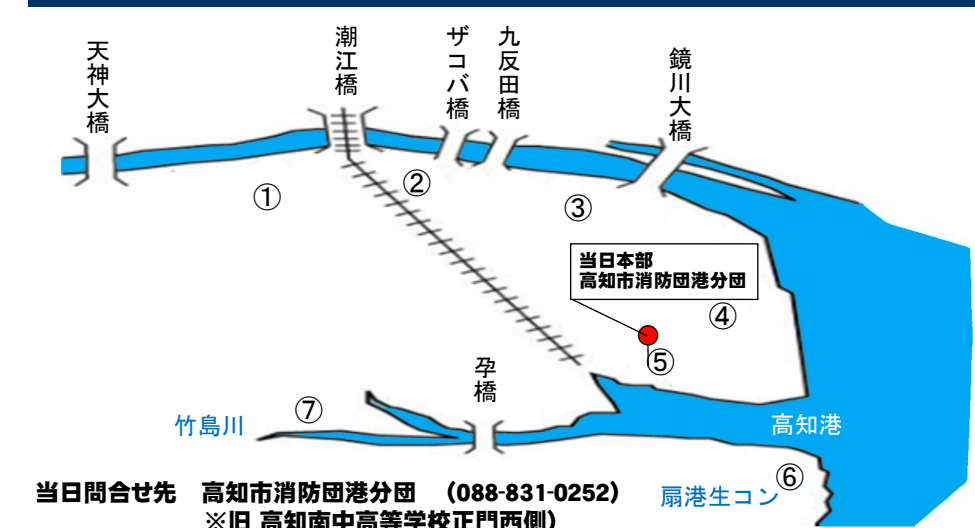 天神大橋
潮江橋
ザコバ橋
九反田橋
鏡川大橋
①
②
③
当日本部
高知市消防団港分団
④
⑤
孕橋
⑦
竹島川
高知港
⑥
扇港生コン
当日問合せ先 高知市消防団港分団 （088-831-0252）
※旧 高知南中高等学校正門西側）